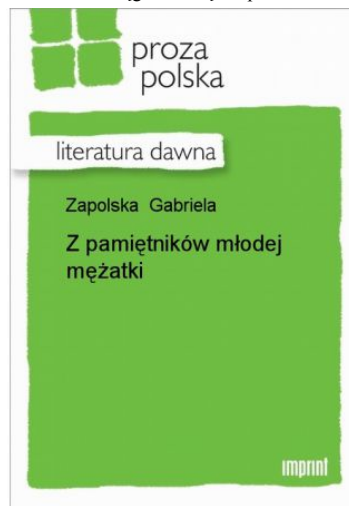 proza
polska
literatura dawna
Zapolska Gabriela
Z pamiętników młodej
mężatki
imprint